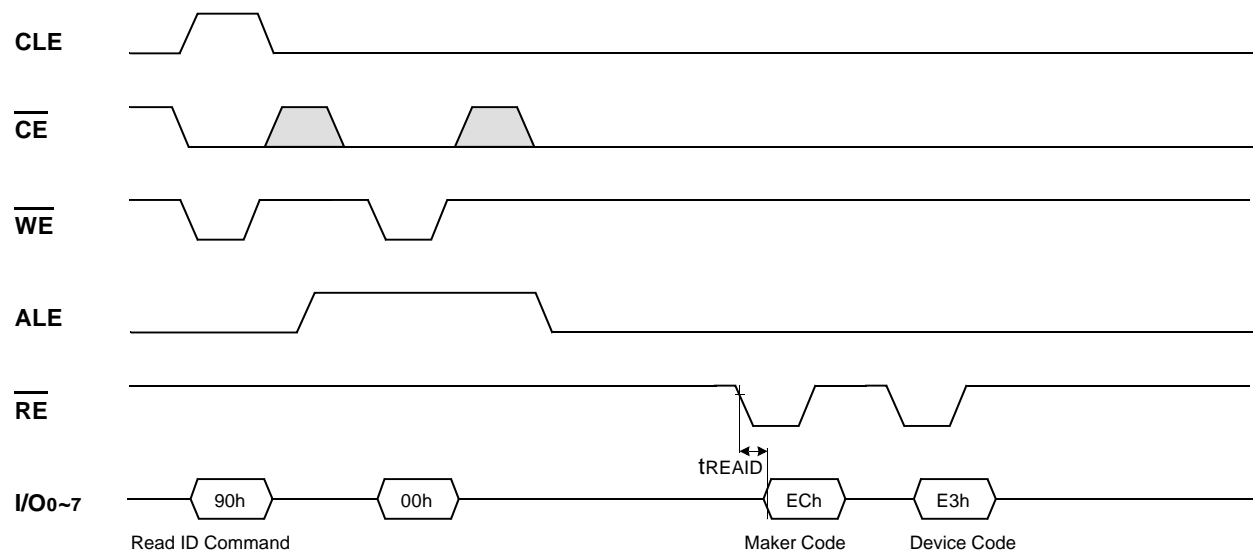 CLE
CE
WE
ALE
RE
tREAID
I/O0~7 90h 00h ECh E3h
Read ID Command Maker Code Device Code